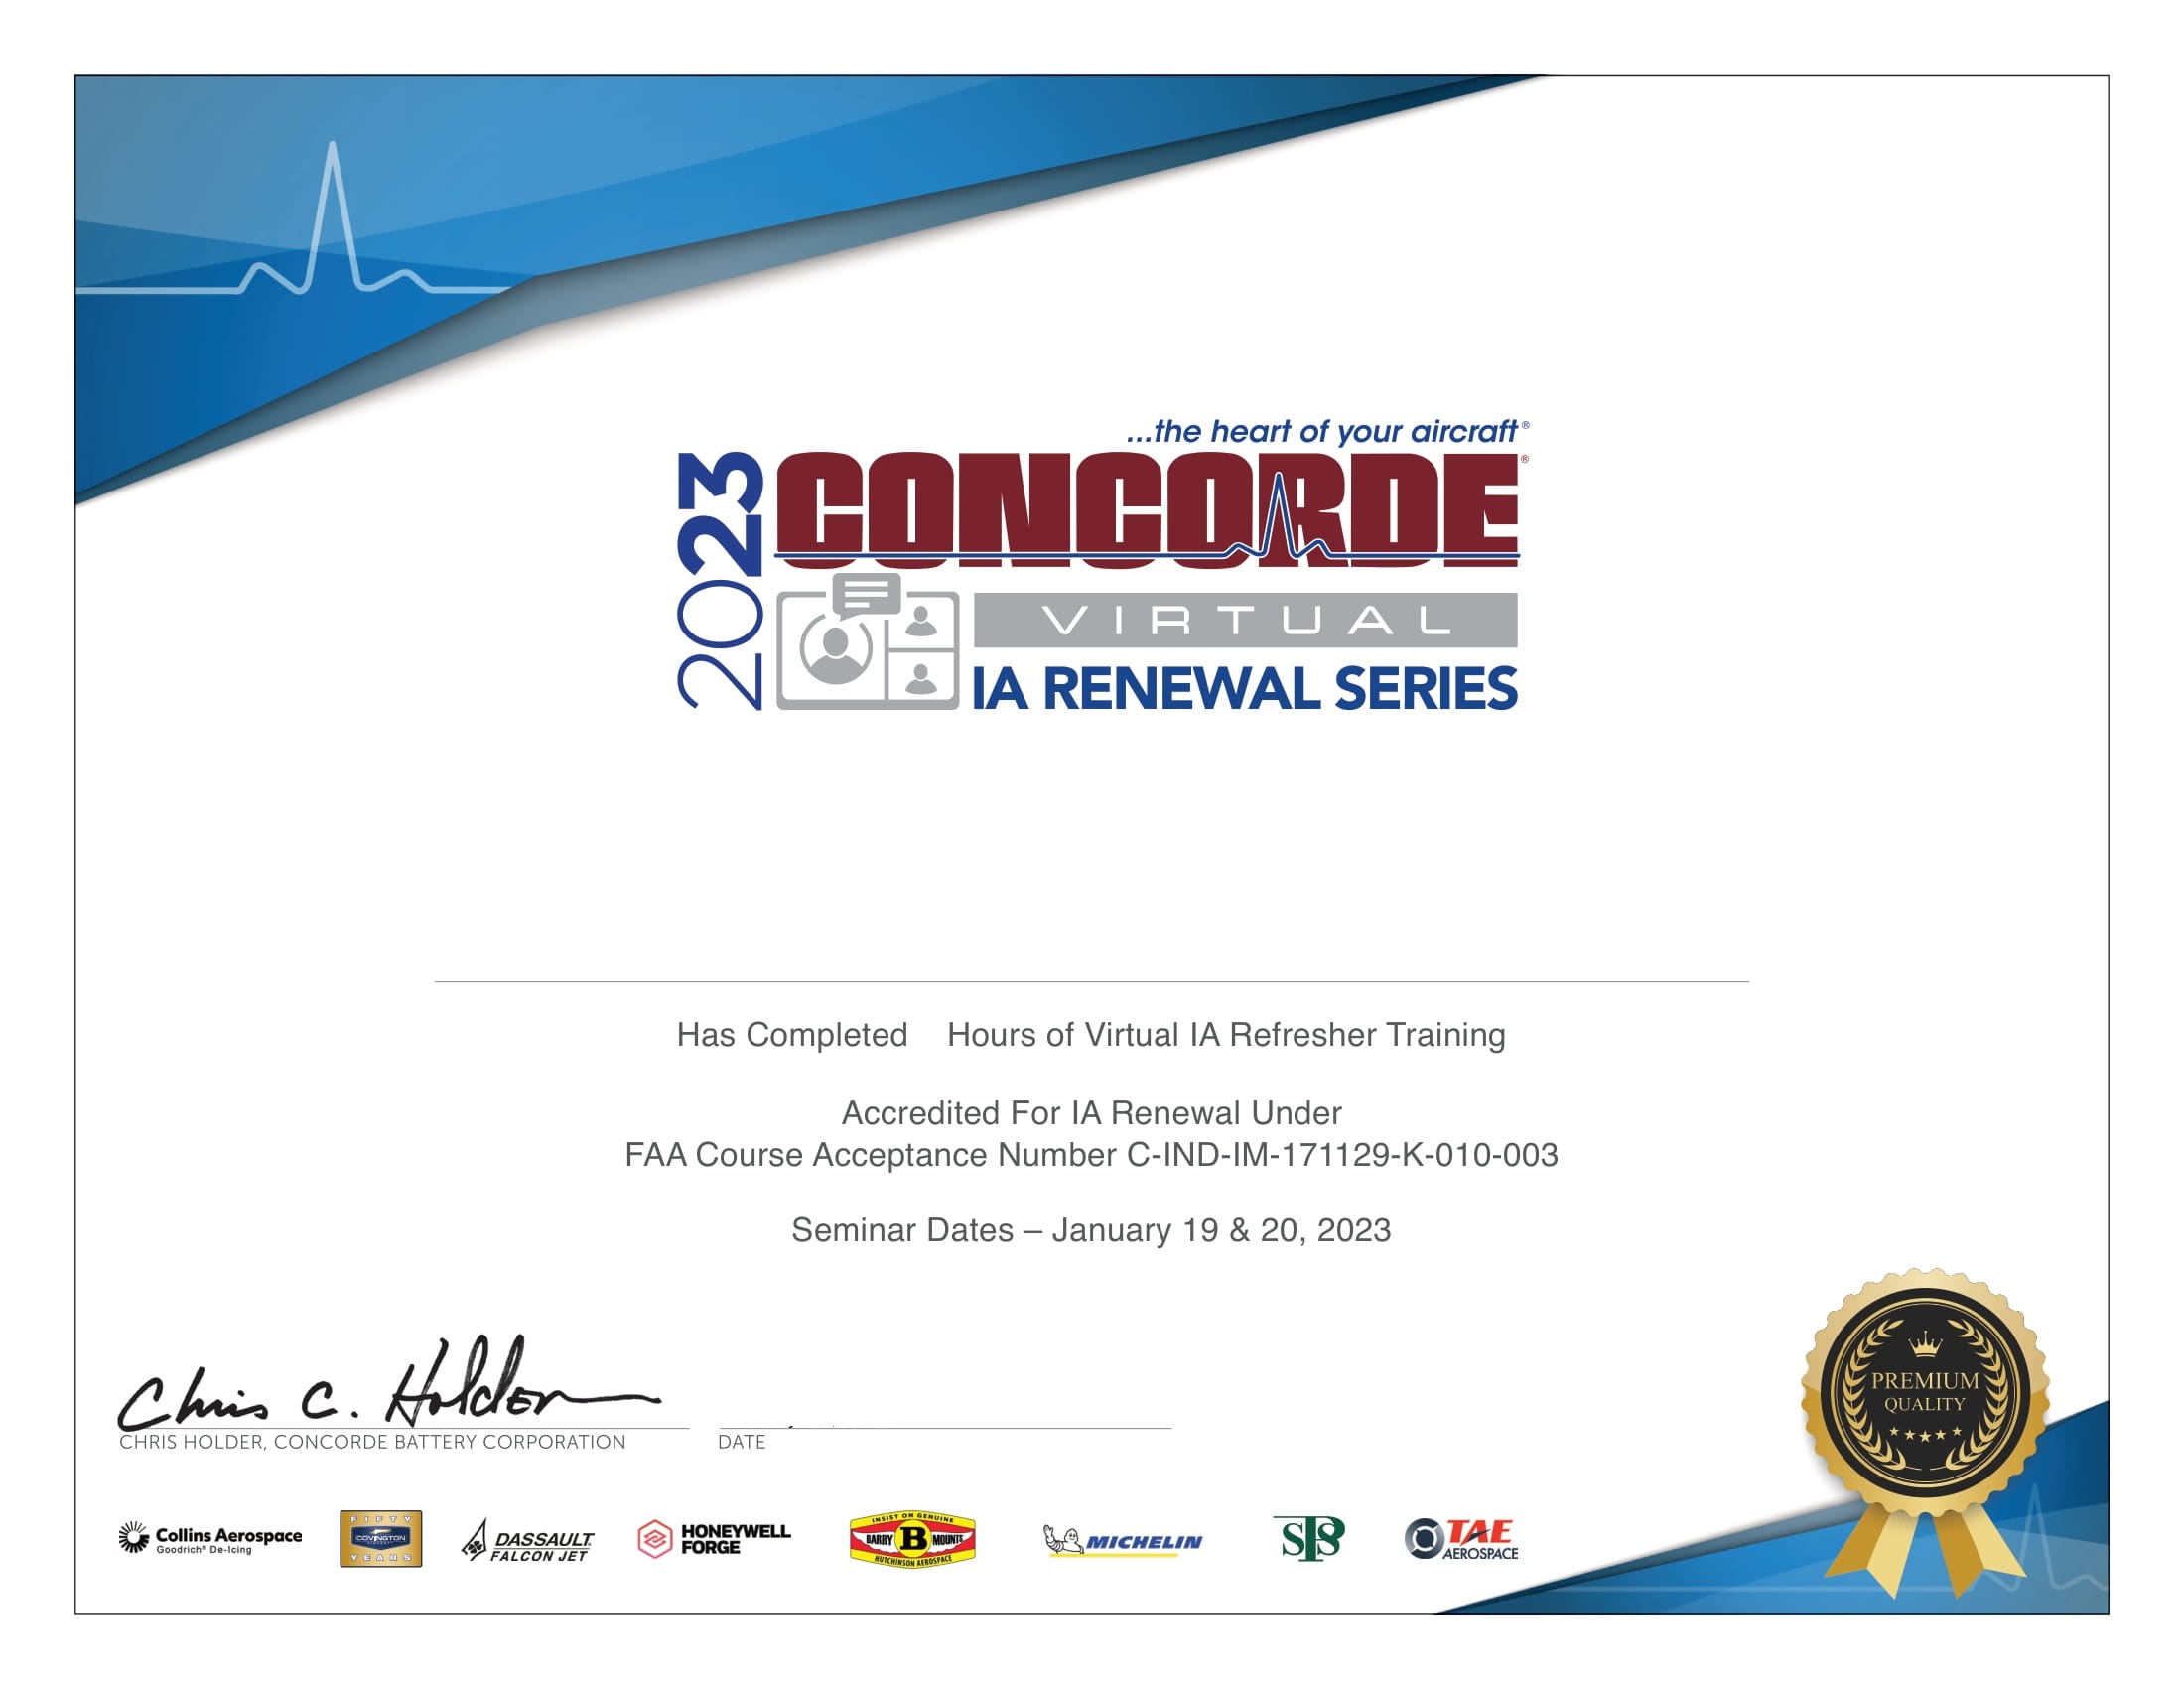 ...the heart of your aircraft®
2023
CONCORDE®
VIRTUAL
IA RENEWAL SERIES
Has Completed Hours of Virtual IA Refresher Training
Accredited For IA Renewal Under
FAA Course Acceptance Number C-IND-IM-171129-K-010-003
Seminar Dates – January 19 & 20, 2023
Chris C. Holder
CHRIS HOLDER, CONCORDE BATTERY CORPORATION
DATE
PREMIUM
QUALITY
Collins Aerospace
Goodrich® De-Icing
FIFTY
COVINGTON
AIRCRAFT
YEARS
DASSAULT
FALCON JET
HONEYWELL
FORGE
INSIST ON GENUINE
BARRY B MOUNTS
HUTCHINSON AEROSPACE
MICHELIN
STS
TAE
AEROSPACE